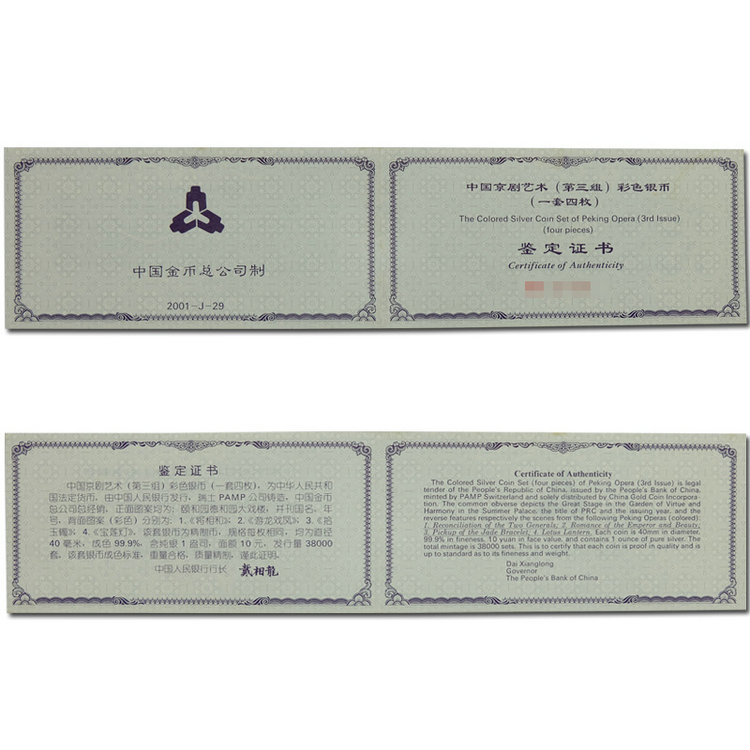 中国金币总公司制
2001-J-29
中国京剧艺术（第三组）彩色银币
（一套四枚）
The Colored Silver Coin Set of Peking Opera (3rd Issue)
(four pieces)
鉴定证书
Certificate of Authenticity
鉴定证书
中国京剧艺术（第三组）彩色银币（一套四枚），为中华人民共和
国法定货币，由中国人民银行发行，瑞士 PAMP 公司铸造，中国金币
总公司总经销，正面图案均为：颐和园德和园大戏楼，并刊国名、年
号，背面图案（彩色）分别为：1.《将相和》；2.《游龙戏凤》；3.《拾
玉镯》；4.《宝莲灯》。该套银币为精制币，规格每枚相同，均为直径
40 毫米，成色 99.9%，含纯银 1 盎司，面额 10 元，发行量 38000
套。该套银币成色标准，重量合格，质量精制，谨此证明。
中国人民银行行长 戴相龍
Certificate of Authenticity
The Colored Silver Coin Set (four pieces) of Peking Opera (3rd Issue) is legal
tender of the People's Republic of China, issued by the People's Bank of China,
minted by PAMP Switzerland and solely distributed by China Gold Coin Incorpora-
tion. The common obverse depicts the Great Stage in the Garden of Virtue and
Harmony in the Summer Palace, the title of PRC and the issuing year, and the
reverse features respectively the scenes from the following Peking Operas (colored):
1. Reconciliation of the Two Generals; 2. Romance of the Emperor and Beauty;
3. Pickup of the Jade Bracelet; 4. Lotus Lantern. Each coin is 40mm in diameter,
99.9% in fineness, 10 yuan in face value, and contains 1 ounce of pure silver. The
total mintage is 38000 sets. This is to certify that each coin is proof in quality and is
up to standard as to its fineness and weight.
Dai Xianglong
Governor
The People's Bank of China